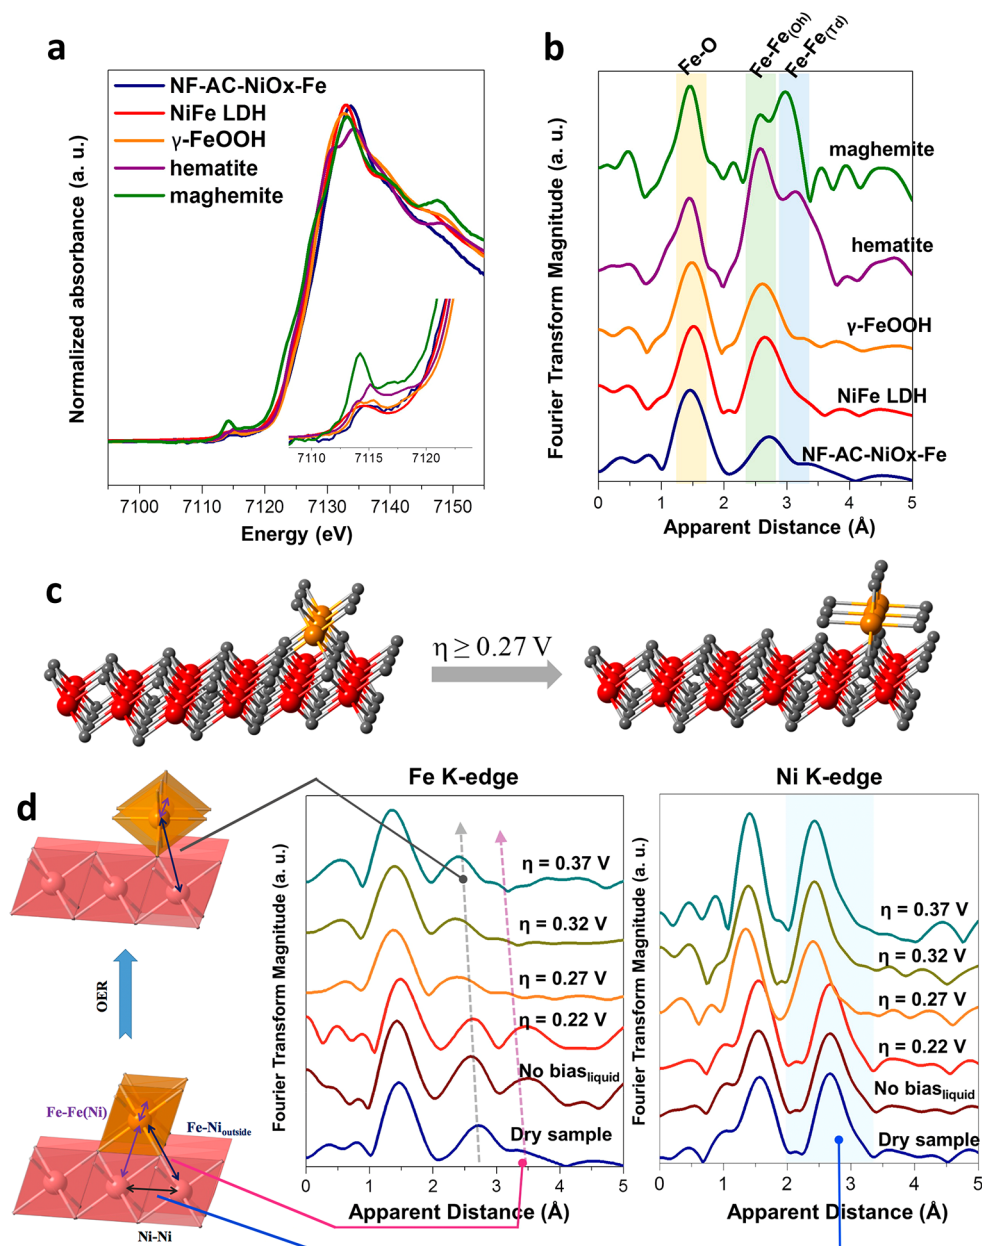 a
NF-AC-NiOx-Fe
NiFe LDH
γ-FeOOH
hematite
maghemite
Normalized absorbance (a. u.)
7110 7115 7120
7100 7110 7120 7130 7140 7150
Energy (eV)
b
Fe-O
Fe-Fe(Oh)
Fe-Fe(Td)
maghemite
hematite
γ-FeOOH
NiFe LDH
NF-AC-NiOx-Fe
Fourier Transform Magnitude (a. u.)
0 1 2 3 4 5
Apparent Distance (Å)
c
η ≥ 0.27 V
d
OER
Fe-Fe(Ni)
Fe-Nioutside
Ni-Ni
Fe K-edge
η = 0.37 V
η = 0.32 V
η = 0.27 V
η = 0.22 V
No biasliquid
Dry sample
Fourier Transform Magnitude (a. u.)
0 1 2 3 4 5
Apparent Distance (Å)
Ni K-edge
η = 0.37 V
η = 0.32 V
η = 0.27 V
η = 0.22 V
No biasliquid
Dry sample
Fourier Transform Magnitude (a. u.)
0 1 2 3 4 5
Apparent Distance (Å)